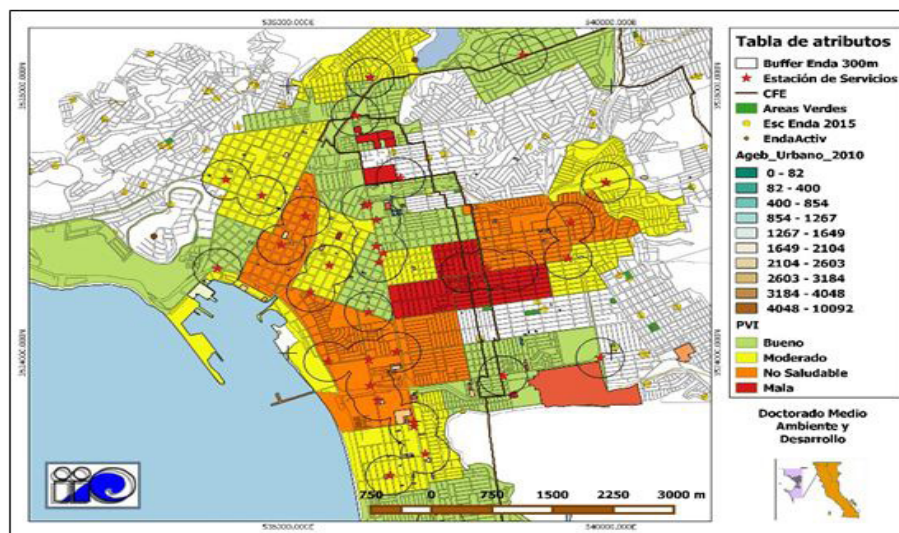 536000.000E
540000.000E
Tabla de atributos
Buffer Enda 300m
Estación de Servicios
CFE
Areas Verdes
Esc Enda 2015
EndaActiv
Ageb_Urbano_2010
0 - 82
82 - 400
400 - 854
854 - 1267
1267 - 1649
1649 - 2104
2104 - 2603
2603 - 3184
3184 - 4048
4048 - 10092
PVI
Bueno
Moderado
No Saludable
Mala
Doctorado Medio
Ambiente y
Desarrollo
750 0 750 1500 2250 3000 m
536000.000E
540000.000E